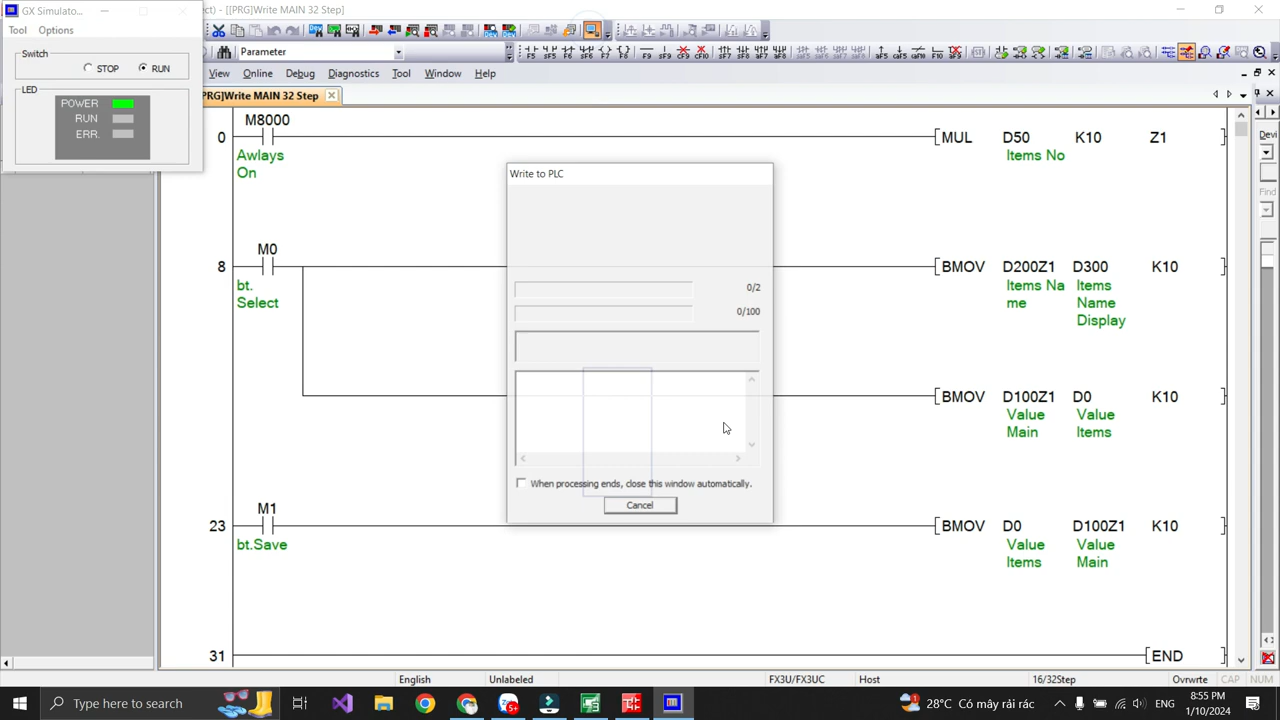 GX Simulato...
ect) - [[PRG]Write MAIN 32 Step]
Tool Options
Switch
STOP RUN
LED
POWER
RUN
ERR.
Parameter
View Online Debug Diagnostics Tool Window Help
PRG]Write MAIN 32 Step
Devi
Find
0 M8000
Awlays
On
MUL D50 K10 Z1
Items No
Write to PLC
0/2
0/100
When processing ends, close this window automatically.
Cancel
8 M0
bt.
Select
BMOV D200Z1 D300 K10
Items Na
me
Items
Name
Display
BMOV D100Z1 D0 K10
Value
Main
Value
Items
23 M1
bt.Save
BMOV D0 D100Z1 K10
Value
Items
Value
Main
31 END
English Unlabeled FX3U/FX3UC Host 16/32Step Ovrwrte CAP NUM
Type here to search
28°C Có mây rải rác
8:55 PM
1/10/2024